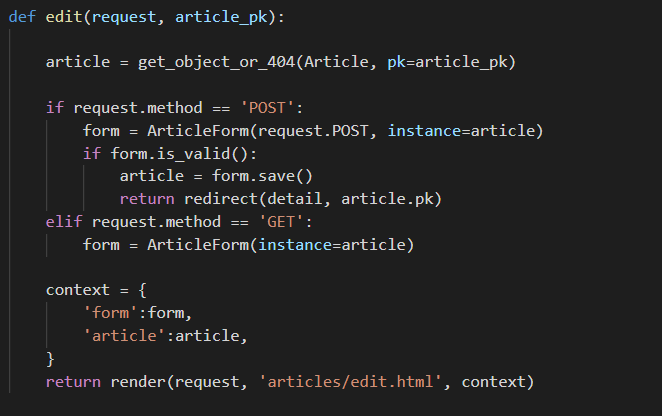 def edit(request, article_pk):
article = get_object_or_404(Article, pk=article_pk)
if request.method == 'POST':
form = ArticleForm(request.POST, instance=article)
if form.is_valid():
article = form.save()
return redirect(detail, article.pk)
elif request.method == 'GET':
form = ArticleForm(instance=article)
context = {
'form':form,
'article':article,
}
return render(request, 'articles/edit.html', context)